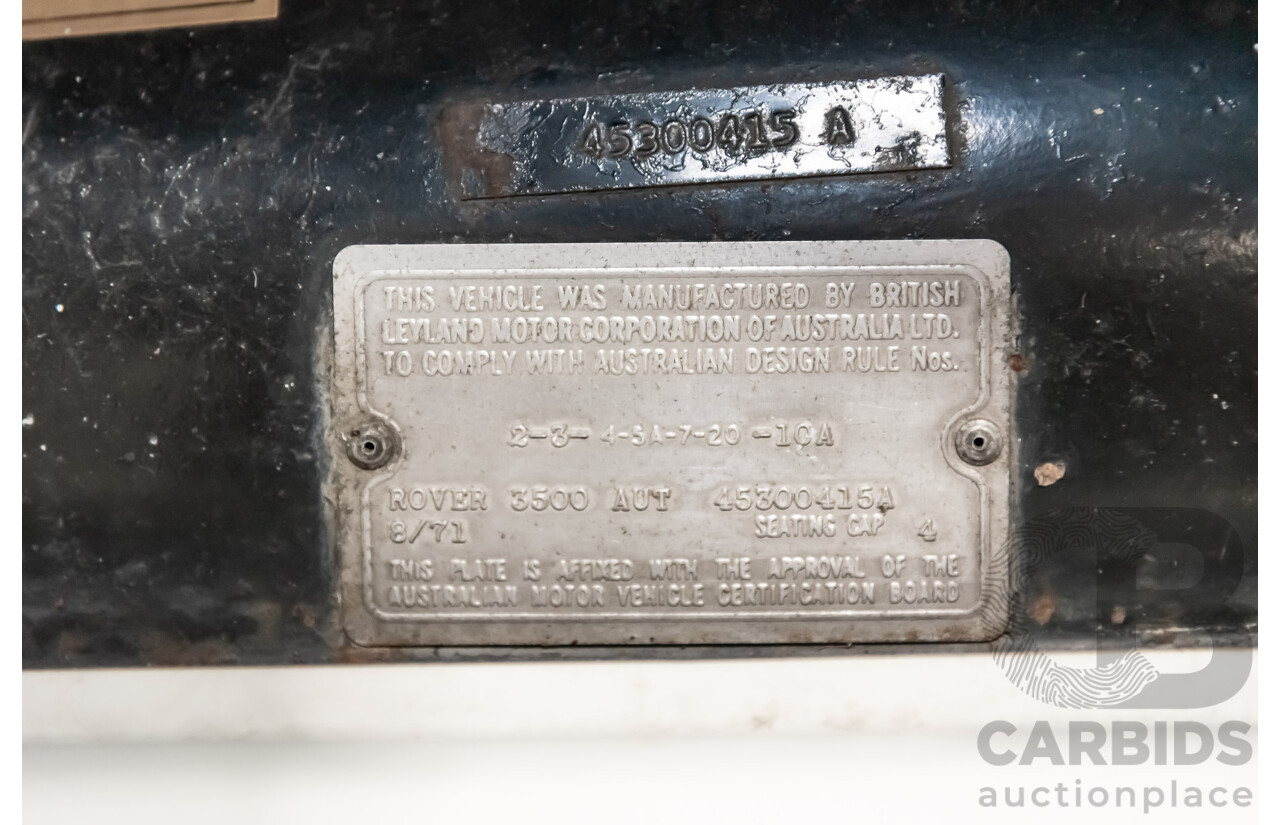 45300415 A
THIS VEHICLE WAS MANUFACTURED BY BRITISH
LEYLAND MOTOR CORPORATION OF AUSTRALIA LTD.
TO COMPLY WITH AUSTRALIAN DESIGN RULE Nos.
2-3-4-5A-7-20-10A
ROVER 3500 AUT 45300415A
8/71 SEATING CAP 4
THIS PLATE IS AFFIXED WITH THE APPROVAL OF THE
AUSTRALIAN MOTOR VEHICLE CERTIFICATION BOARD
CB
CARBIDS
auctionplace